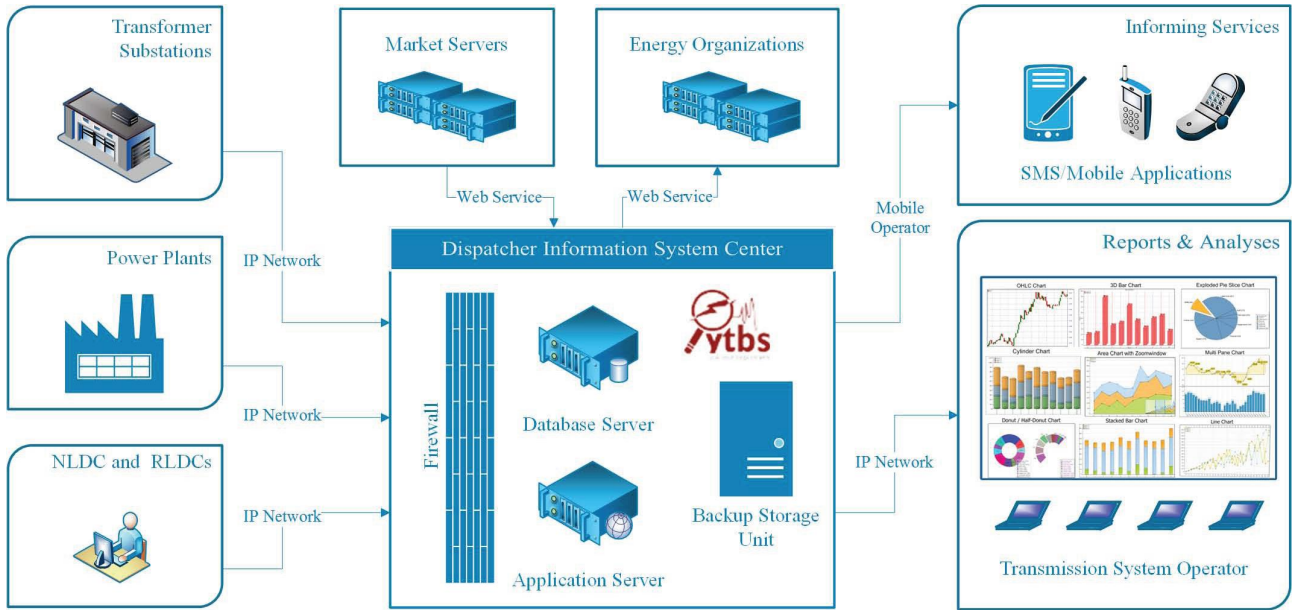 Transformer
Substations
Market Servers
Energy Organizations
Informing Services
SMS/Mobile Applications
Web Service
Web Service
Mobile
Operator
IP Network
Power Plants
Dispatcher Information System Center
Reports & Analyses
Firewall
ytbs
Database Server
OHLC Chart
3D Bar Chart
Exploded Pie Slice Chart
Cylinder Chart
Area Chart with Zoomwindow
Multi Pane Chart
Donut / Half-Donut Chart
Stacked Bar Chart
Line Chart
IP Network
NLDC and RLDCs
IP Network
IP Network
Application Server
Backup Storage
Unit
Transmission System Operator